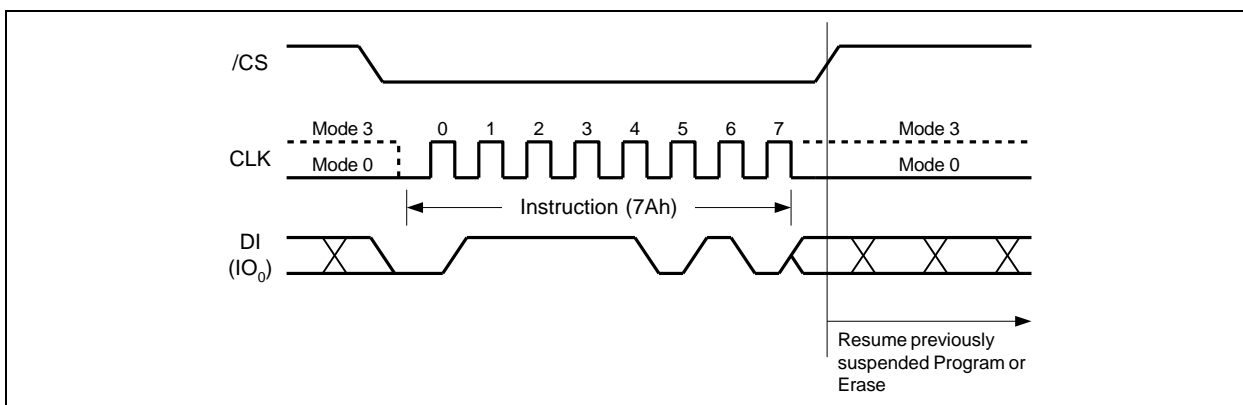 /CS
Mode 3 0 1 2 3 4 5 6 7 Mode 3
CLK
Mode 0 Mode 0
Instruction (7Ah)
DI
(IO0)
Resume previously
suspended Program or
Erase